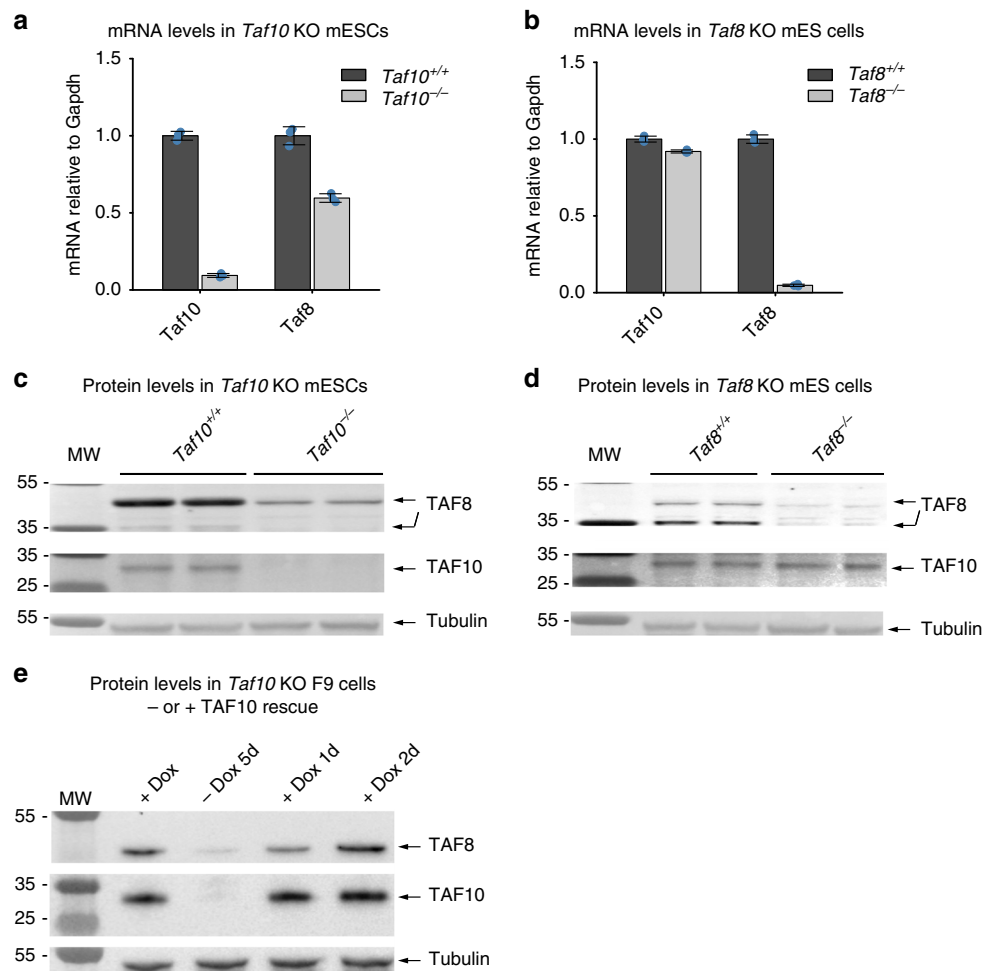 a
mRNA levels in Taf10 KO mESCs
mRNA relative to Gapdh
1.5
1.0
0.5
0.0
Taf10+/+
Taf10−/−
Taf10
Taf8
b
mRNA levels in Taf8 KO mES cells
mRNA relative to Gapdh
1.5
1.0
0.5
0.0
Taf8+/+
Taf8−/−
Taf10
Taf8
c
Protein levels in Taf10 KO mESCs
MW
Taf10+/+
Taf10−/−
55 -
35 -
TAF8
35 -
25 -
TAF10
55 -
Tubulin
d
Protein levels in Taf8 KO mES cells
MW
Taf8+/+
Taf8−/−
55 -
35 -
TAF8
35 -
25 -
TAF10
55 -
Tubulin
e
Protein levels in Taf10 KO F9 cells
– or + TAF10 rescue
MW
+ Dox
– Dox 5d
+ Dox 1d
+ Dox 2d
55 -
TAF8
35 -
25 -
TAF10
55 -
Tubulin